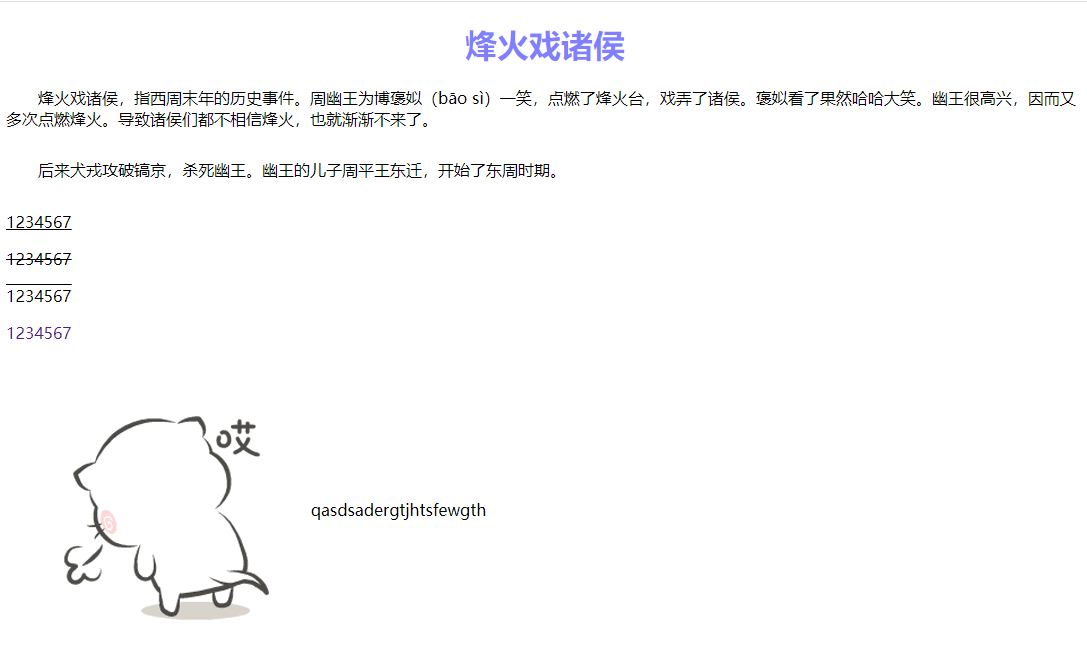 烽火戏诸侯
烽火戏诸侯，指西周末年的历史事件。周幽王为博褒姒（bāo sì）一笑，点燃了烽火台，戏弄了诸侯。褒姒看了果然哈哈大笑。幽王很高兴，因而又
多次点燃烽火。导致诸侯们都不相信烽火，也就渐渐不来了。
后来犬戎攻破镐京，杀死幽王。幽王的儿子周平王东迁，开始了东周时期。
1234567
1234567
1234567
1234567
哎
qasdsadergtjhtsfewgth